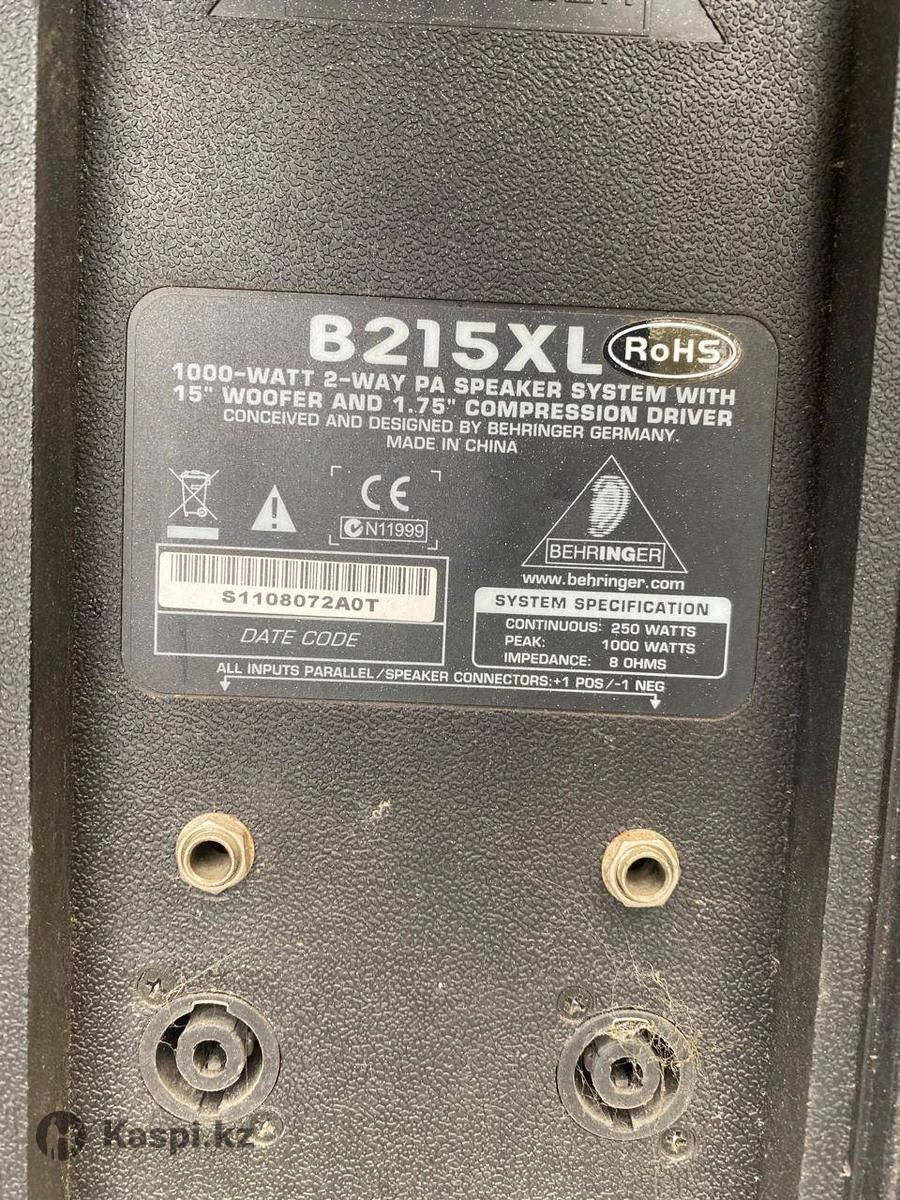 B215XL RoHS
1000-WATT 2-WAY PA SPEAKER SYSTEM WITH
15" WOOFER AND 1.75" COMPRESSION DRIVER
CONCEIVED AND DESIGNED BY BEHRINGER GERMANY.
MADE IN CHINA
CE
N11999
BEHRINGER
www.behringer.com
S1108072A0T
DATE CODE
SYSTEM SPECIFICATION
CONTINUOUS: 250 WATTS
PEAK: 1000 WATTS
IMPEDANCE: 8 OHMS
ALL INPUTS PARALLEL/SPEAKER CONNECTORS:+1 POS/-1 NEG
Kaspi.kz